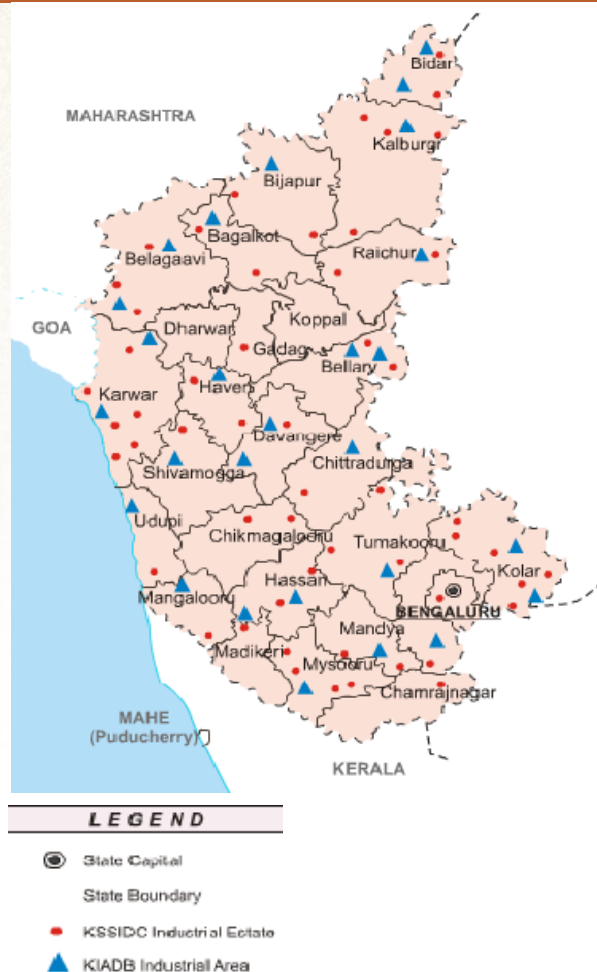 Bidar
MAHARASHTRA
Kalburgi
Bijapur
Bagalkot
Belagaavi
Raichur
GOA
Dharwar
Koppal
Gadag
Bellary
Haveri
Karwar
Davangere
Shivamogga
Chittradurga
Udupi
Chikmagalooru
Tumakooru
Hassan
Kolar
Mangalooru
BENGALURU
Mandya
Madikeri
Mysooru
Chamrajnagar
MAHE
(Puducherry)
KERALA
LEGEND
State Capital
State Boundary
KSSIDC Industrial Estate
KIADB Industrial Area